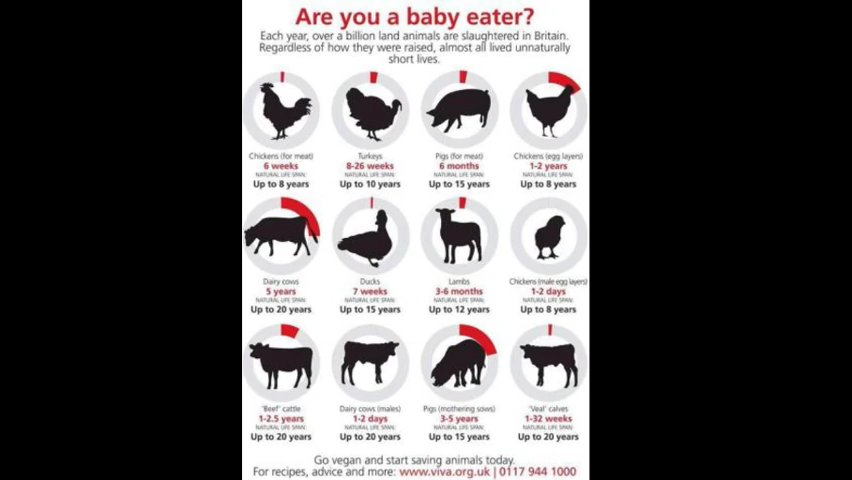 Are you a baby eater?
Each year, over a billion land animals are slaughtered in Britain.
Regardless of how they were raised, almost all lived unnaturally
short lives.
Chickens (for meat)
6 weeks
NATURAL LIFE SPAN:
Up to 8 years
Turkeys
8-26 weeks
NATURAL LIFE SPAN:
Up to 10 years
Pigs (for meat)
6 months
NATURAL LIFE SPAN:
Up to 15 years
Chickens (egg layers)
1-2 years
NATURAL LIFE SPAN:
Up to 8 years
Dairy cows
5 years
NATURAL LIFE SPAN:
Up to 20 years
Ducks
7 weeks
NATURAL LIFE SPAN:
Up to 15 years
Lambs
3-6 months
NATURAL LIFE SPAN:
Up to 12 years
Chickens (male egg layers)
1-2 days
NATURAL LIFE SPAN:
Up to 8 years
'Beef' cattle
1-2.5 years
NATURAL LIFE SPAN:
Up to 20 years
Dairy cows (males)
1-2 days
NATURAL LIFE SPAN:
Up to 20 years
Pigs (mothering sows)
3-5 years
NATURAL LIFE SPAN:
Up to 15 years
'Veal' calves
1-32 weeks
NATURAL LIFE SPAN:
Up to 20 years
Go vegan and start saving animals today.
For recipes, advice and more: www.viva.org.uk | 0117 944 1000